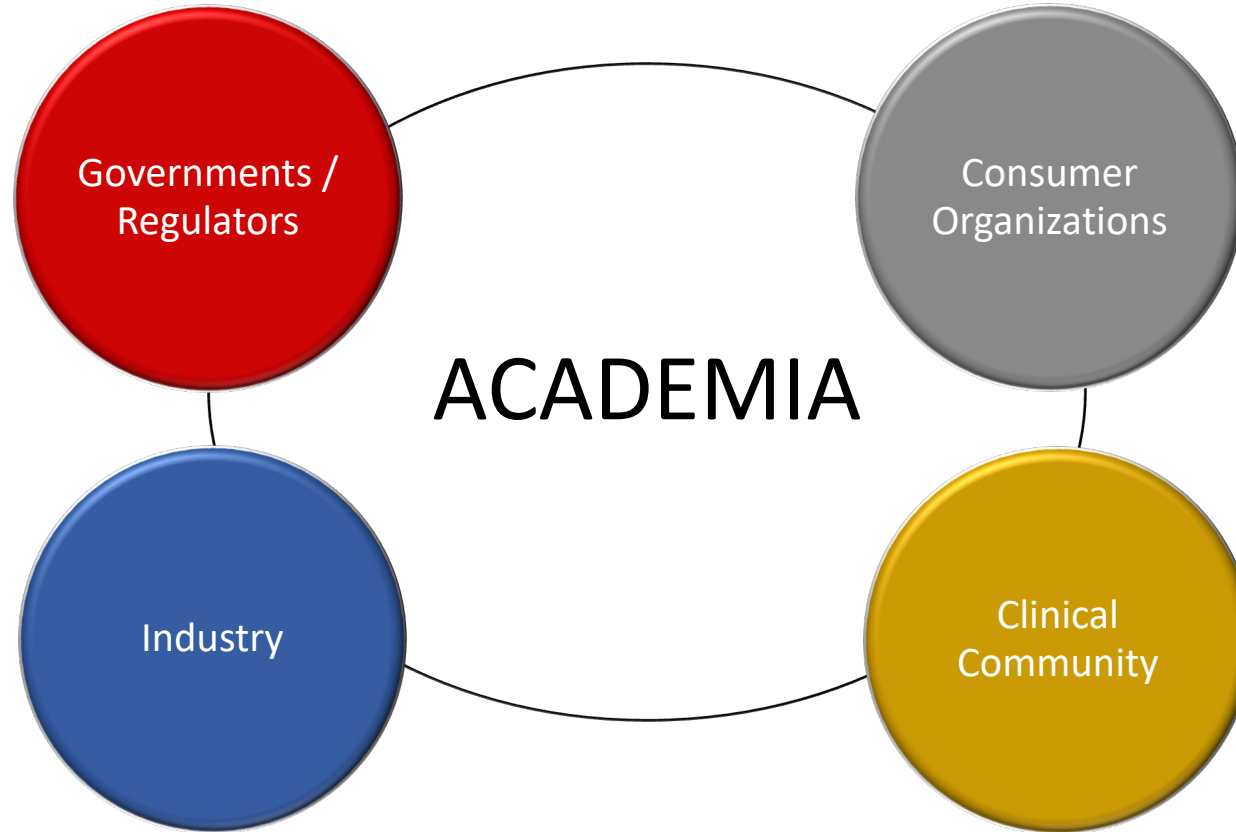 Governments /
Regulators
Consumer
Organizations
ACADEMIA
Industry
Clinical
Community